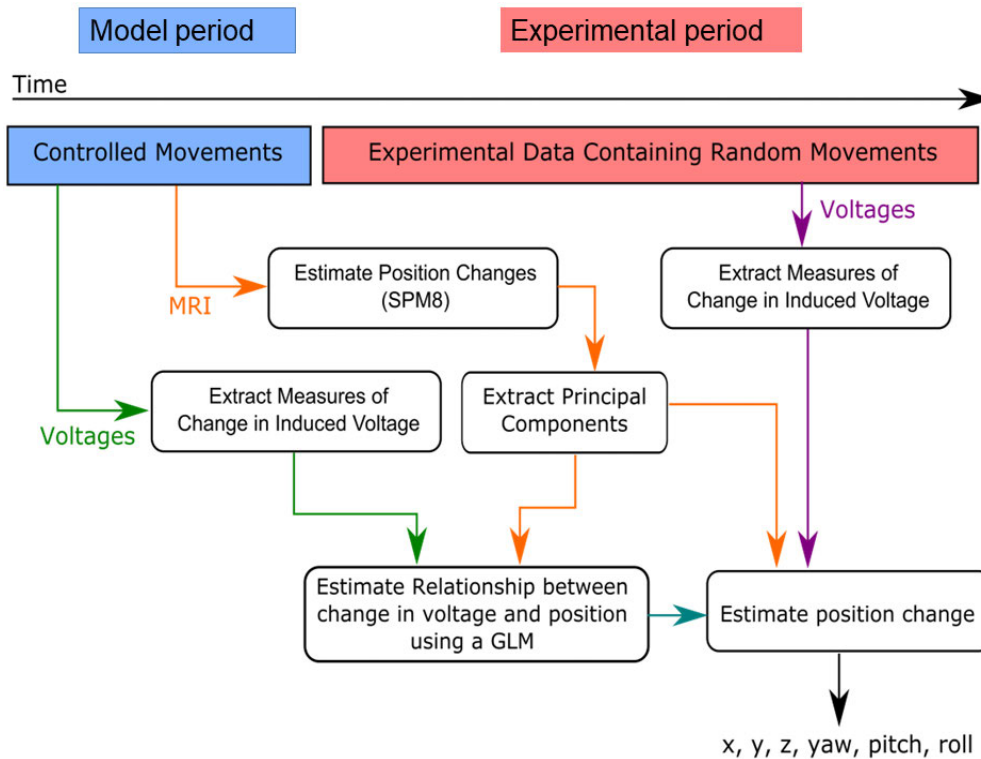 Model period
Experimental period
Time
Controlled Movements
Experimental Data Containing Random Movements
Voltages
Estimate Position Changes
(SPM8)
Extract Measures of
Change in Induced Voltage
MRI
Extract Measures of
Change in Induced Voltage
Extract Principal
Components
Voltages
Estimate Relationship between
change in voltage and position
using a GLM
Estimate position change
x, y, z, yaw, pitch, roll